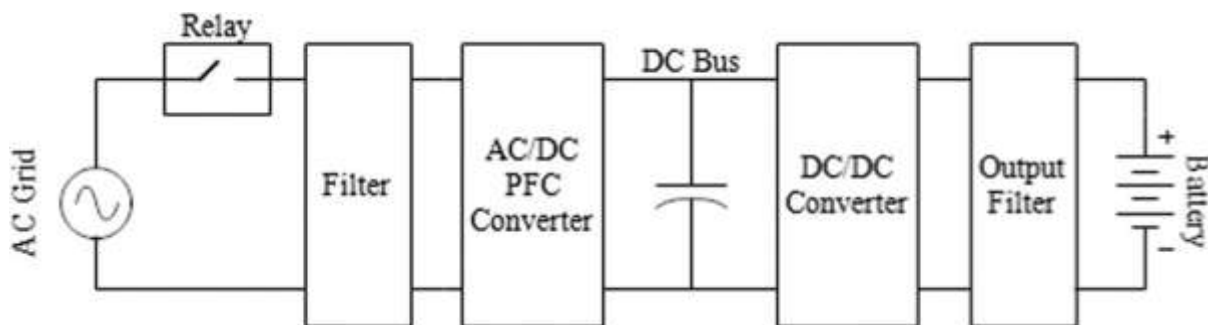 Relay
DC Bus
AC Grid
Filter
AC/DC
PFC
Converter
DC/DC
Converter
Output
Filter
+
Battery
-